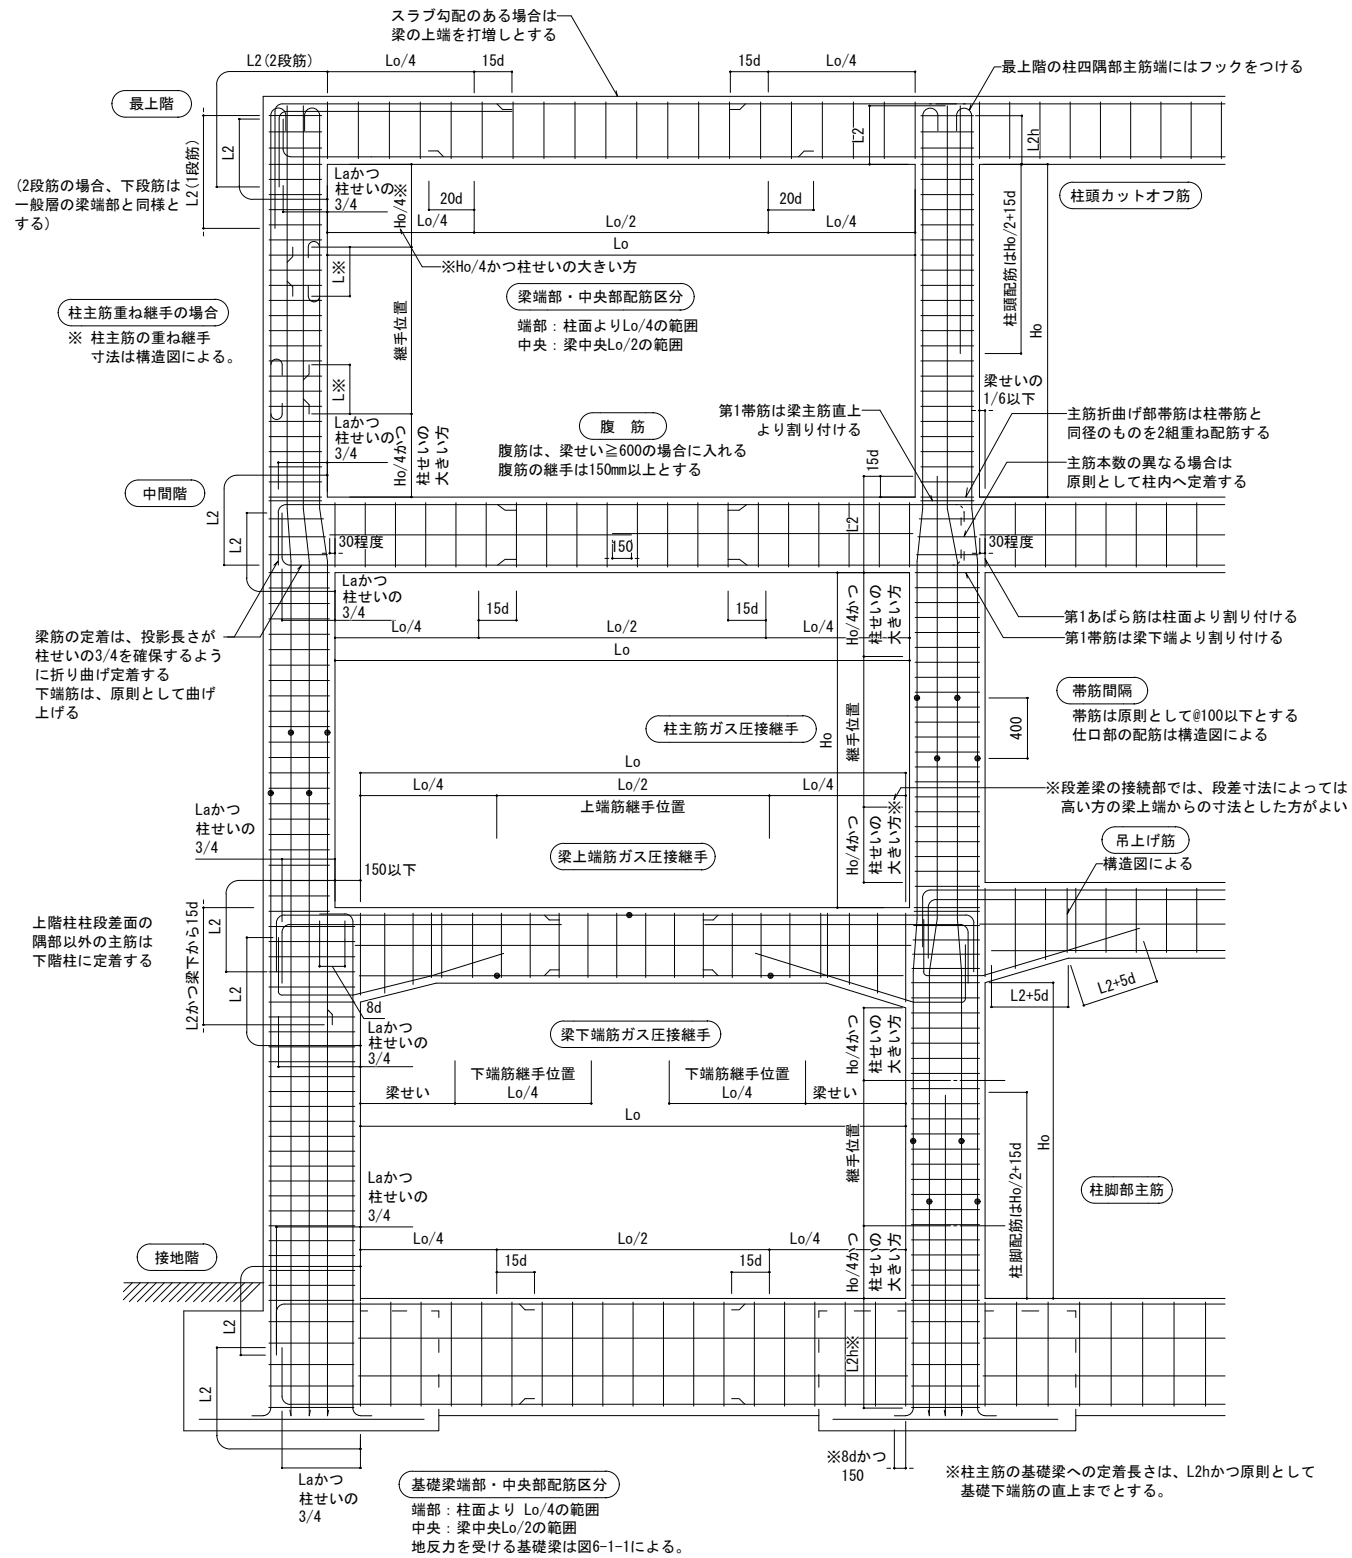 スラブ勾配のある場合は
梁の上端を打増しとする
L2(2段筋)
Lo/4
15d
15d
Lo/4
最上階の柱四隅部主筋端にはフックをつける
最上階
L2
L2(1段筋)
(2段筋の場合、下段筋は
一般層の梁端部と同様と
する)
Laかつ
柱せいの
3/4
Ho/4※
20d
20d
Lo/4
Lo/2
Lo/4
Lo
L2
L2h
柱頭カットオフ筋
柱頭配筋はHo/2+15d
Ho
※Ho/4かつ柱せいの大きい方
L※
梁端部・中央部配筋区分
端部：柱面よりLo/4の範囲
中央：梁中央Lo/2の範囲
柱主筋重ね継手の場合
※ 柱主筋の重ね継手
寸法は構造図による。
継手位置
L※
梁せいの
1/6以下
第1帯筋は梁主筋直上
より割り付ける
主筋折曲げ部帯筋は柱帯筋と
同径のものを2組重ね配筋する
Laかつ
柱せいの
3/4
Ho/4かつ
柱せいの
大きい方
腹 筋
腹筋は、梁せい≧600の場合に入れる
腹筋の継手は150mm以上とする
15d
主筋本数の異なる場合は
原則として柱内へ定着する
中間階
L2
L2
30程度
150
L2
30程度
Laかつ
柱せいの
3/4
15d
15d
Lo/4
Lo/2
Lo/4
Lo
Ho/4かつ
柱せいの
大きい方
第1あばら筋は柱面より割り付ける
第1帯筋は梁下端より割り付ける
梁筋の定着は、投影長さが
柱せいの3/4を確保するよう
に折り曲げ定着する
下端筋は、原則として曲げ
上げる
帯筋間隔
帯筋は原則として@100以下とする
仕口部の配筋は構造図による
400
柱主筋ガス圧接継手
Ho
継手位置
Lo
Lo/4
Lo/2
Lo/4
上端筋継手位置
※段差梁の接続部では、段差寸法によっては
高い方の梁上端からの寸法とした方がよい
Laかつ
柱せいの
3/4
梁上端筋ガス圧接継手
150以下
Ho/4かつ
柱せいの
大きい方※
吊上げ筋
構造図による
上階柱柱段差面の
隅部以外の主筋は
下階柱に定着する
L2かつ梁下から15d
L2
L2
8d
L2+5d
L2+5d
Laかつ
柱せいの
3/4
梁下端筋ガス圧接継手
Ho/4かつ
柱せいの
大きい方
下端筋継手位置
下端筋継手位置
梁せい
Lo/4
Lo/4
梁せい
Lo
継手位置
柱脚配筋はHo/2+15d
Ho
柱脚部主筋
Laかつ
柱せいの
3/4
Lo/4
Lo/2
Lo/4
15d
15d
Ho/4かつ
柱せいの
大きい方
接地階
L2
L2
L2h※
Laかつ
柱せいの
3/4
※8dかつ
150
※柱主筋の基礎梁への定着長さは、L2hかつ原則として
基礎下端筋の直上までとする。
基礎梁端部・中央部配筋区分
端部：柱面より Lo/4の範囲
中央：梁中央Lo/2の範囲
地反力を受ける基礎梁は図6-1-1による。